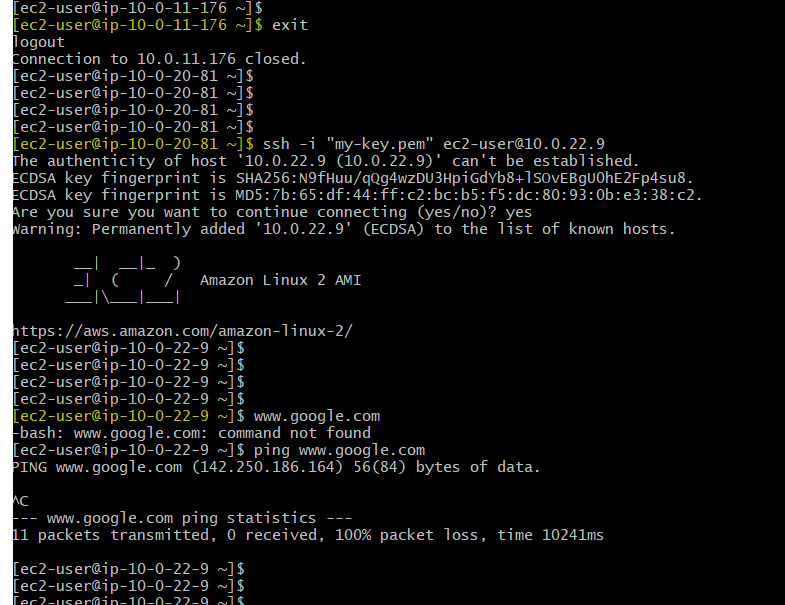 [ec2-user@ip-10-0-11-176 ~]$
[ec2-user@ip-10-0-11-176 ~]$ exit
logout
Connection to 10.0.11.176 closed.
[ec2-user@ip-10-0-20-81 ~]$
[ec2-user@ip-10-0-20-81 ~]$
[ec2-user@ip-10-0-20-81 ~]$
[ec2-user@ip-10-0-20-81 ~]$
[ec2-user@ip-10-0-20-81 ~]$ ssh -i "my-key.pem" ec2-user@10.0.22.9
The authenticity of host '10.0.22.9 (10.0.22.9)' can't be established.
ECDSA key fingerprint is SHA256:N9fHuu/qQg4wzDU3HpiGdYb8+lSOvEBgU0hE2Fp4su8.
ECDSA key fingerprint is MD5:7b:65:df:44:ff:c2:bc:b5:f5:dc:80:93:0b:e3:38:c2.
Are you sure you want to continue connecting (yes/no)? yes
Warning: Permanently added '10.0.22.9' (ECDSA) to the list of known hosts.
       __|  __|_  )
       _|  (     /   Amazon Linux 2 AMI
      ___|\___|___|
https://aws.amazon.com/amazon-linux-2/
[ec2-user@ip-10-0-22-9 ~]$
[ec2-user@ip-10-0-22-9 ~]$
[ec2-user@ip-10-0-22-9 ~]$
[ec2-user@ip-10-0-22-9 ~]$
[ec2-user@ip-10-0-22-9 ~]$ www.google.com
-bash: www.google.com: command not found
[ec2-user@ip-10-0-22-9 ~]$ ping www.google.com
PING www.google.com (142.250.186.164) 56(84) bytes of data.
^C
--- www.google.com ping statistics ---
11 packets transmitted, 0 received, 100% packet loss, time 10241ms
[ec2-user@ip-10-0-22-9 ~]$
[ec2-user@ip-10-0-22-9 ~]$
[ec2-user@ip-10-0-22-9 ~]$